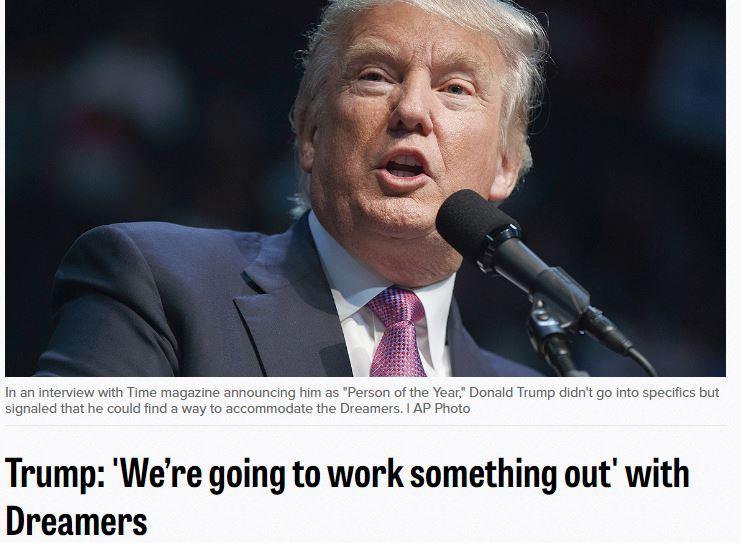 In an interview with Time magazine announcing him as "Person of the Year," Donald Trump didn't go into specifics but
signaled that he could find a way to accommodate the Dreamers. | AP Photo
Trump: 'We’re going to work something out' with
Dreamers